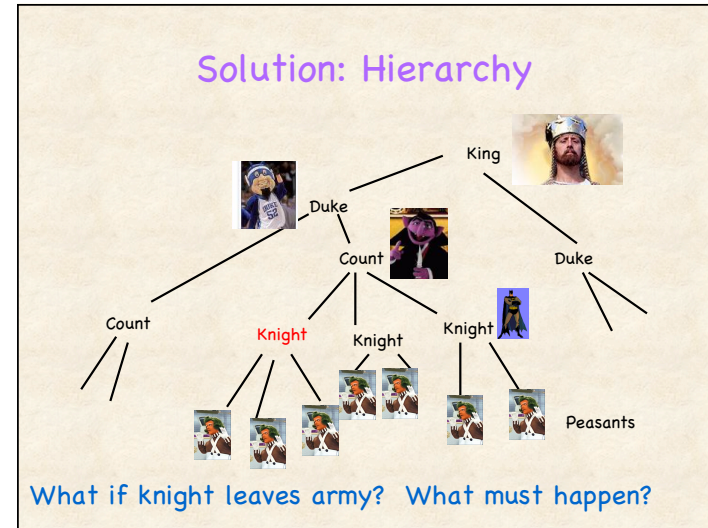 Solution: Hierarchy
King
Duke
Count
Duke
Count
Knight
Knight
Knight
Peasants
What if knight leaves army? What must happen?